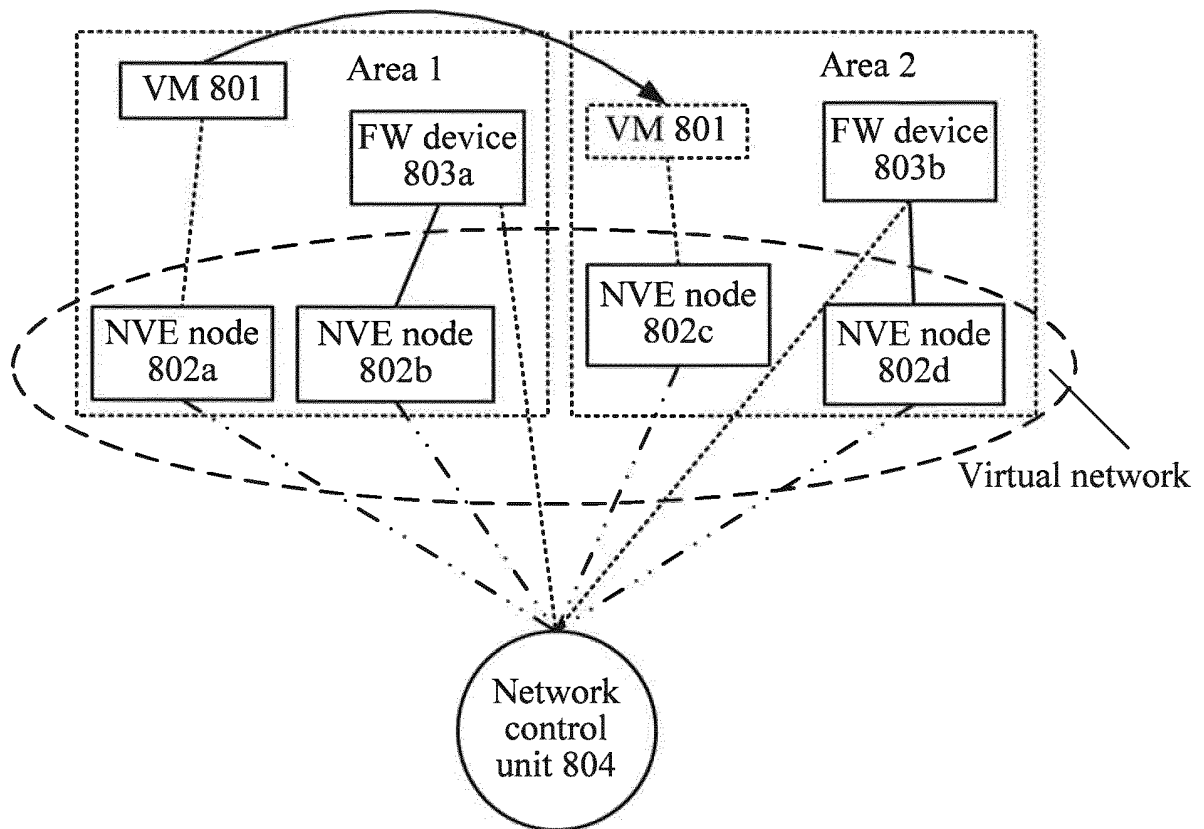 Area 1
VM 801
FW device
803a
NVE node
802a
NVE node
802b
Area 2
VM 801
FW device
803b
NVE node
802c
NVE node
802d
Virtual network
Network
control
unit 804